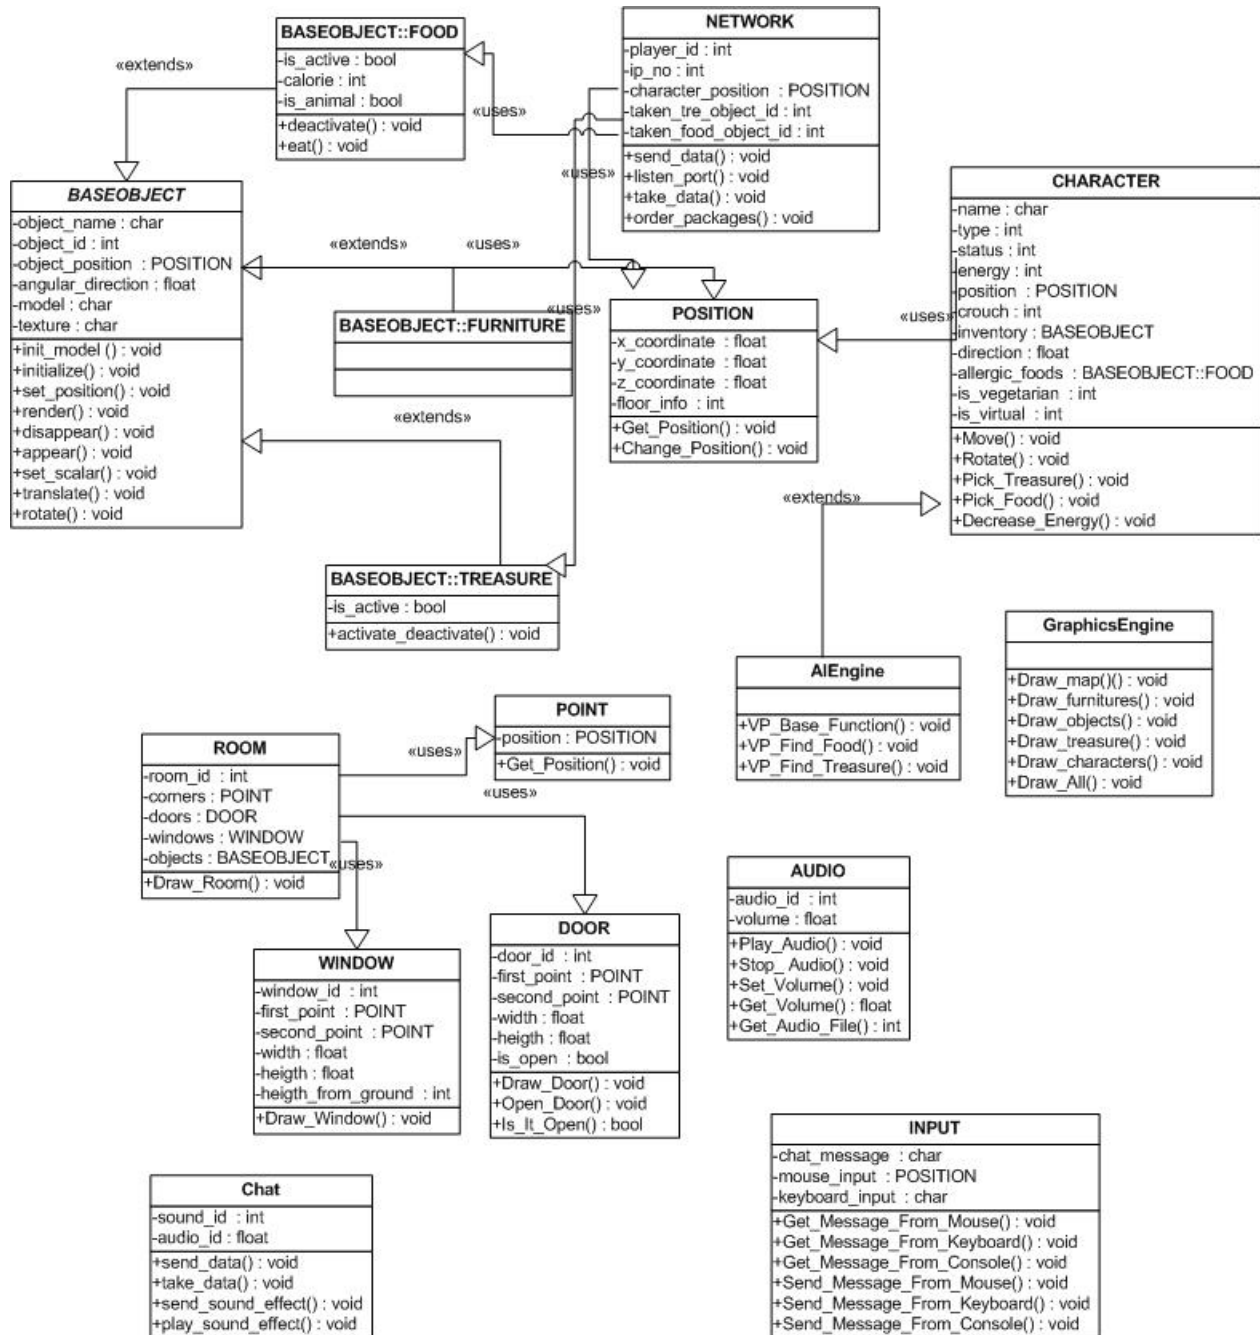 BASEOBJECT::FOOD
-is_active : bool
-calorie : int
-is_animal : bool
+deactivate() : void
+eat() : void
«extends»
«uses»
NETWORK
-player_id : int
-ip_no : int
-character_position : POSITION
-taken_tre_object_id : int
-taken_food_object_id : int
+send_data() : void
+listen_port() : void
+take_data() : void
+order_packages() : void
«uses»
BASEOBJECT
-object_name : char
-object_id : int
-object_position : POSITION
-angular_direction : float
-model : char
-texture : char
+init_model () : void
+initialize() : void
+set_position() : void
+render() : void
+disappear() : void
+appear() : void
+set_scalar() : void
+translate() : void
+rotate() : void
«extends»
«uses»
BASEOBJECT::FURNITURE
«uses»
POSITION
-x_coordinate : float
-y_coordinate : float
-z_coordinate : float
-floor_info : int
+Get_Position() : void
+Change_Position() : void
«uses»
CHARACTER
-name : char
-type : int
-status : int
-energy : int
-position : POSITION
-crouch : int
-inventory : BASEOBJECT
-direction : float
-allergic_foods : BASEOBJECT::FOOD
-is_vegetarian : int
-is_virtual : int
+Move() : void
+Rotate() : void
+Pick_Treasure() : void
+Pick_Food() : void
+Decrease_Energy() : void
«extends»
«extends»
BASEOBJECT::TREASURE
-is_active : bool
+activate_deactivate() : void
AIEngine
+VP_Base_Function() : void
+VP_Find_Food() : void
+VP_Find_Treasure() : void
GraphicsEngine
+Draw_map()() : void
+Draw_furnitures() : void
+Draw_objects() : void
+Draw_treasure() : void
+Draw_characters() : void
+Draw_All() : void
POINT
-position : POSITION
+Get_Position() : void
«uses»
«uses»
ROOM
-room_id : int
-corners : POINT
-doors : DOOR
-windows : WINDOW
-objects : BASEOBJECT
+Draw_Room() : void
«uses»
WINDOW
-window_id : int
-first_point : POINT
-second_point : POINT
-width : float
-heigth : float
-heigth_from_ground : int
+Draw_Window() : void
DOOR
-door_id : int
-first_point : POINT
-second_point : POINT
-width : float
-heigth : float
-is_open : bool
+Draw_Door() : void
+Open_Door() : void
+Is_It_Open() : bool
AUDIO
-audio_id : int
-volume : float
+Play_Audio() : void
+Stop_ Audio() : void
+Set_Volume() : void
+Get_Volume() : float
+Get_Audio_File() : int
Chat
-sound_id : int
-audio_id : float
+send_data() : void
+take_data() : void
+send_sound_effect() : void
+play_sound_effect() : void
INPUT
-chat_message : char
-mouse_input : POSITION
-keyboard_input : char
+Get_Message_From_Mouse() : void
+Get_Message_From_Keyboard() : void
+Get_Message_From_Console() : void
+Send_Message_From_Mouse() : void
+Send_Message_From_Keyboard() : void
+Send_Message_From_Console() : void